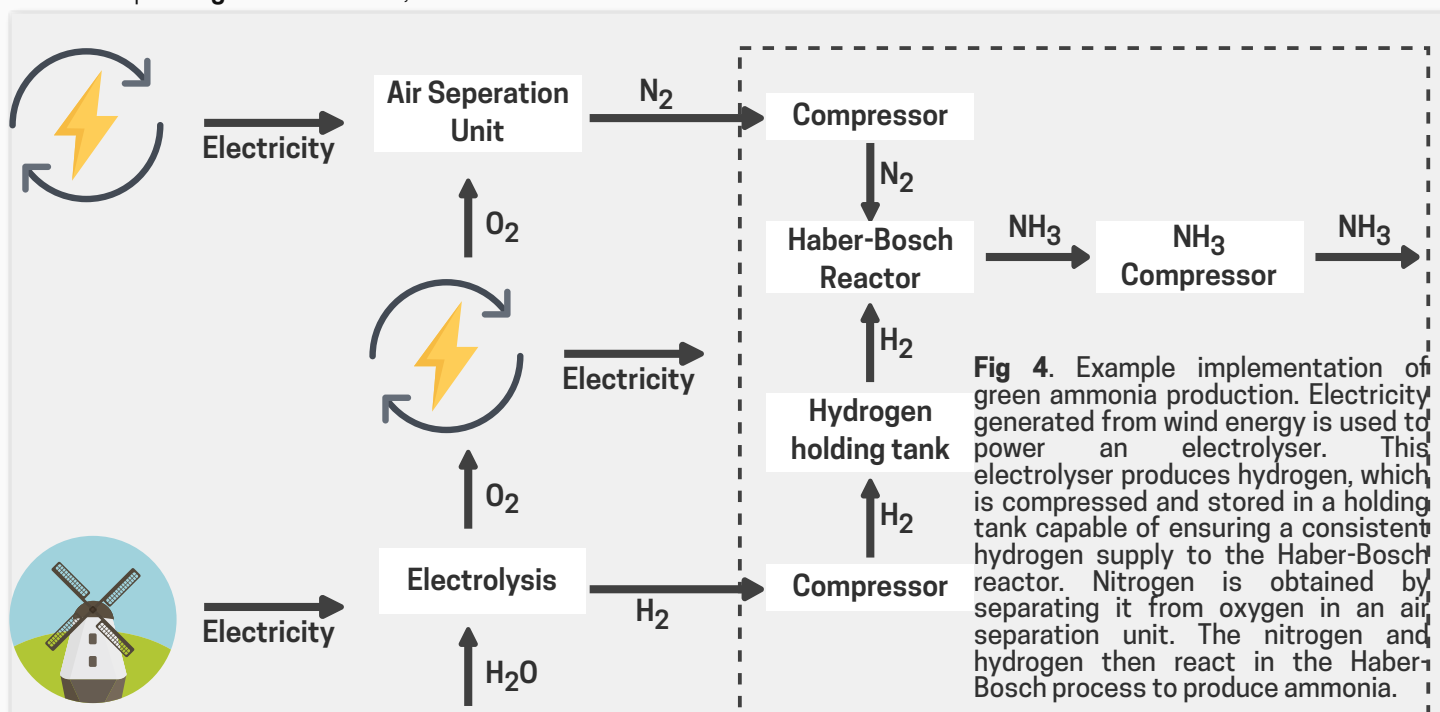 Air Seperation
Unit
N2
Compressor
Electricity
N2
O2
Haber-Bosch
Reactor
NH3
NH3
Compressor
NH3
H2
Electricity
Hydrogen
holding tank
O2
H2
Electrolysis
Compressor
H2
Electricity
H2O
Fig 4. Example implementation of
green ammonia production. Electricity
generated from wind energy is used to
power an electrolyser. This
electrolyser produces hydrogen, which
is compressed and stored in a holding
tank capable of ensuring a consistent
hydrogen supply to the Haber-Bosch
reactor. Nitrogen is obtained by
separating it from oxygen in an air
separation unit. The nitrogen and
hydrogen then react in the Haber-
Bosch process to produce ammonia.